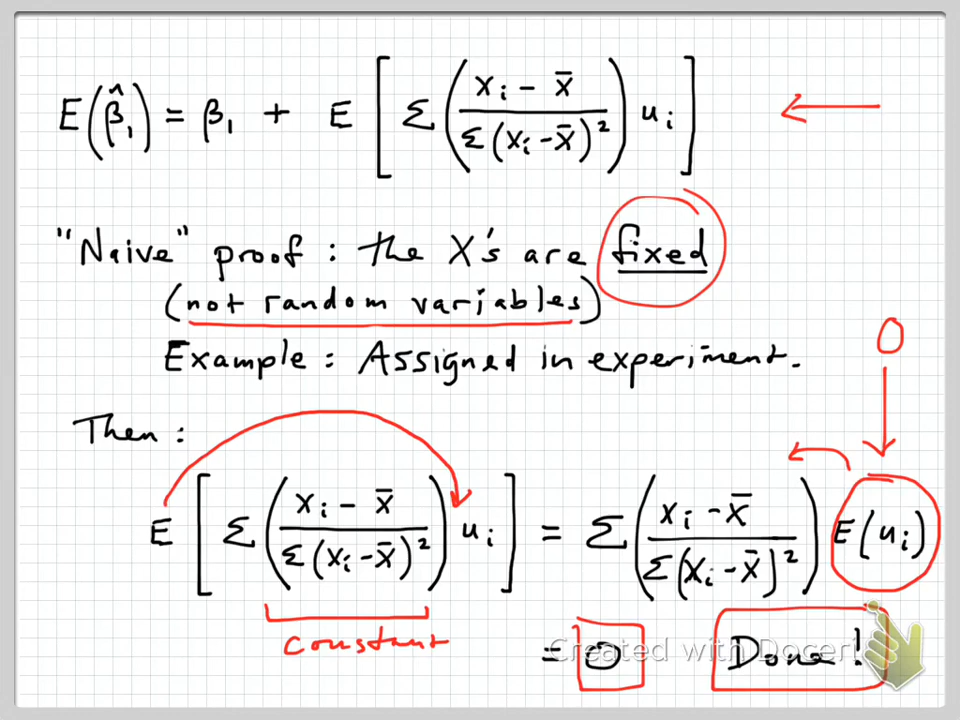 E(β̂₁) = β₁ + E [ Σ ( (Xᵢ - X̄) / Σ(Xᵢ - X̄)² ) uᵢ ] ←
"Naive" proof : the X's are fixed
(not random variables)
Example : Assigned in experiment.
0
Then :
E [ Σ ( (Xᵢ - X̄) / Σ(Xᵢ - X̄)² ) uᵢ ] = Σ ( (Xᵢ - X̄) / Σ(Xᵢ - X̄)² ) E(uᵢ)
constant
= 0 Done!
Created with Doceri